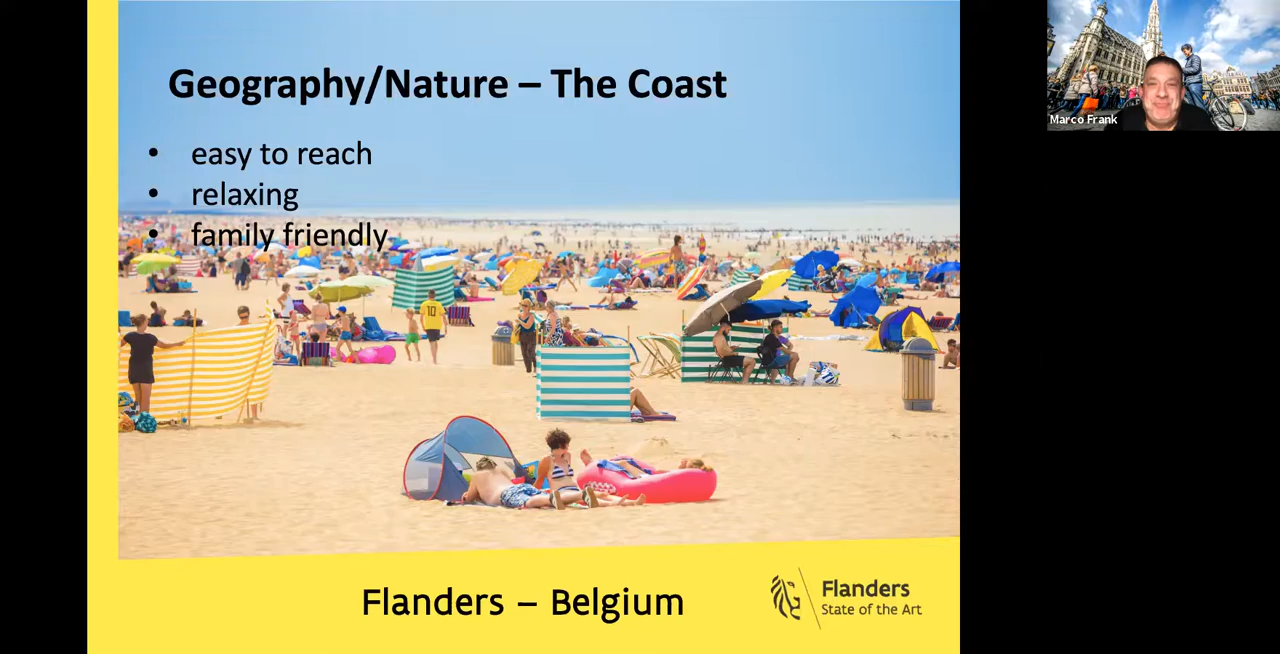 Geography/Nature – The Coast
• easy to reach
• relaxing
• family friendly
10
Flanders – Belgium
Flanders
State of the Art
Marco Frank